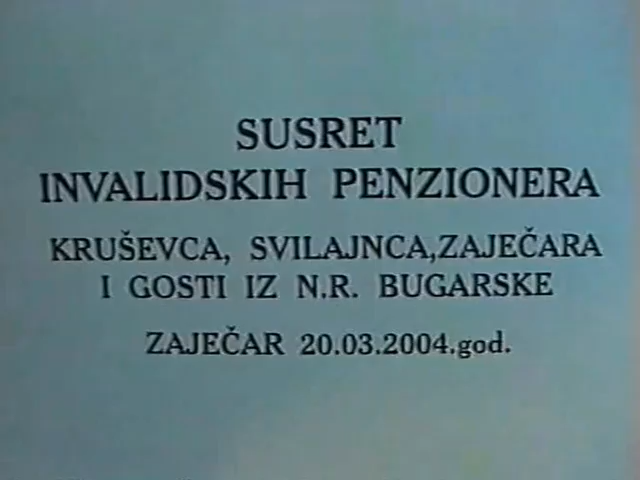 SUSRET
INVALIDSKIH PENZIONERA
KRUŠEVCA, SVILAJNCA,ZAJEČARA
I GOSTI IZ N.R. BUGARSKE
ZAJEČAR 20.03.2004.god.